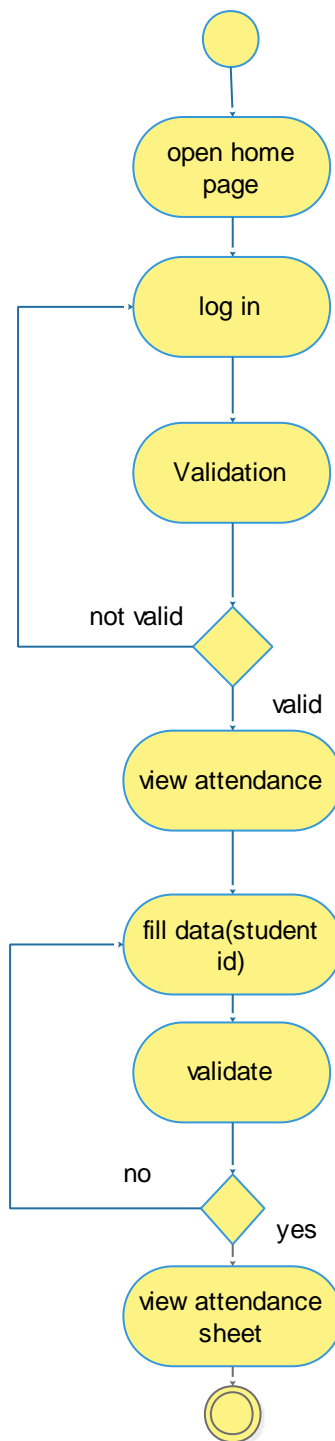 open home
page
log in
Validation
not valid
valid
view attendance
fill data(student
id)
validate
no
yes
view attendance
sheet